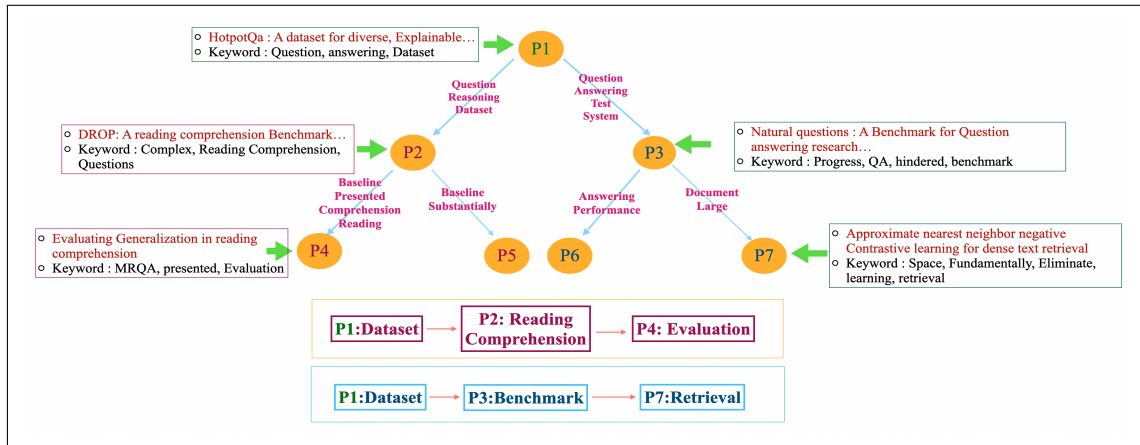 HotpotQa : A dataset for diverse, Explainable…
Keyword : Question, answering, Dataset
P1
Question
Reasoning
Dataset
Question
Answering
Test
System
DROP: A reading comprehension Benchmark…
Keyword : Complex, Reading Comprehension,
Questions
P2
P3
Natural questions : A Benchmark for Question
answering research…
Keyword : Progress, QA, hindered, benchmark
Baseline
Presented
Comprehension
Reading
Baseline
Substantially
Answering
Performance
Document
Large
Evaluating Generalization in reading
comprehension
Keyword : MRQA, presented, Evaluation
P4
P5
P6
P7
Approximate nearest neighbor negative
Contrastive learning for dense text retrieval
Keyword : Space, Fundamentally, Eliminate,
learning, retrieval
P1:Dataset
P2: Reading
Comprehension
P4: Evaluation
P1:Dataset
P3:Benchmark
P7:Retrieval